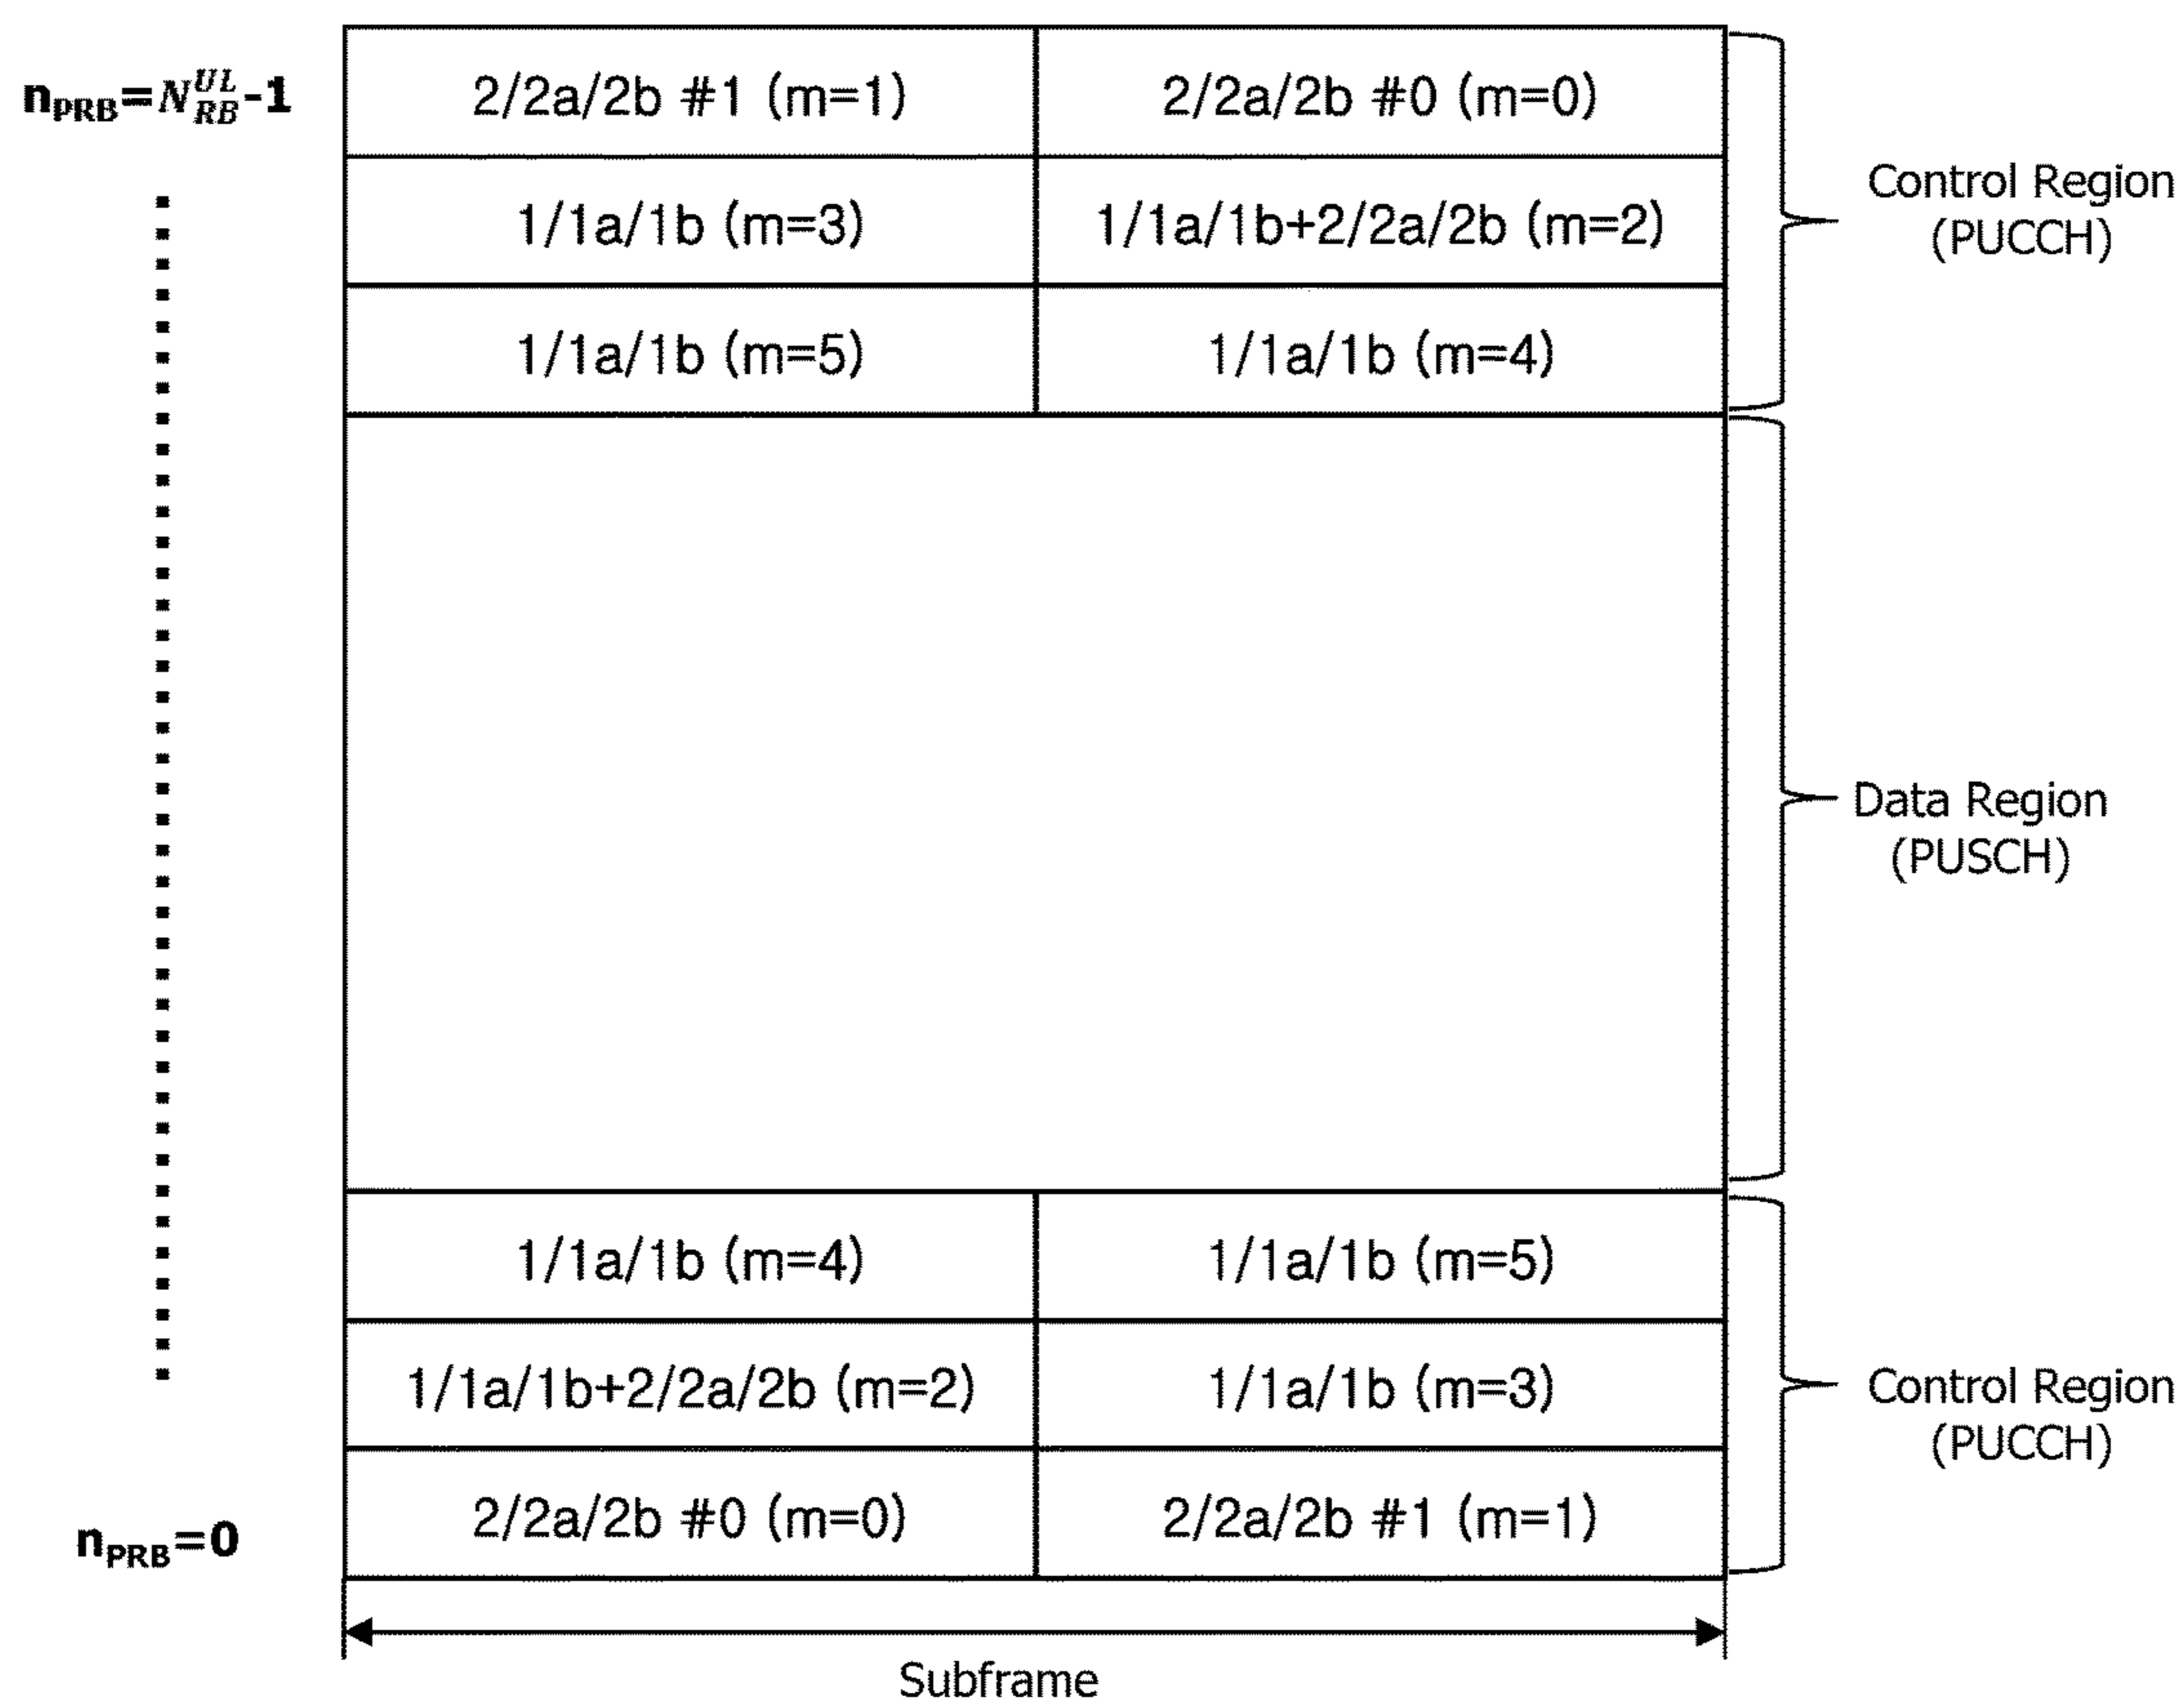 n_PRB=N_RB^UL-1
2/2a/2b #1 (m=1)
2/2a/2b #0 (m=0)
1/1a/1b (m=3)
1/1a/1b+2/2a/2b (m=2)
1/1a/1b (m=5)
1/1a/1b (m=4)
Control Region
(PUCCH)
Data Region
(PUSCH)
1/1a/1b (m=4)
1/1a/1b (m=5)
1/1a/1b+2/2a/2b (m=2)
1/1a/1b (m=3)
2/2a/2b #0 (m=0)
2/2a/2b #1 (m=1)
Control Region
(PUCCH)
n_PRB=0
Subframe